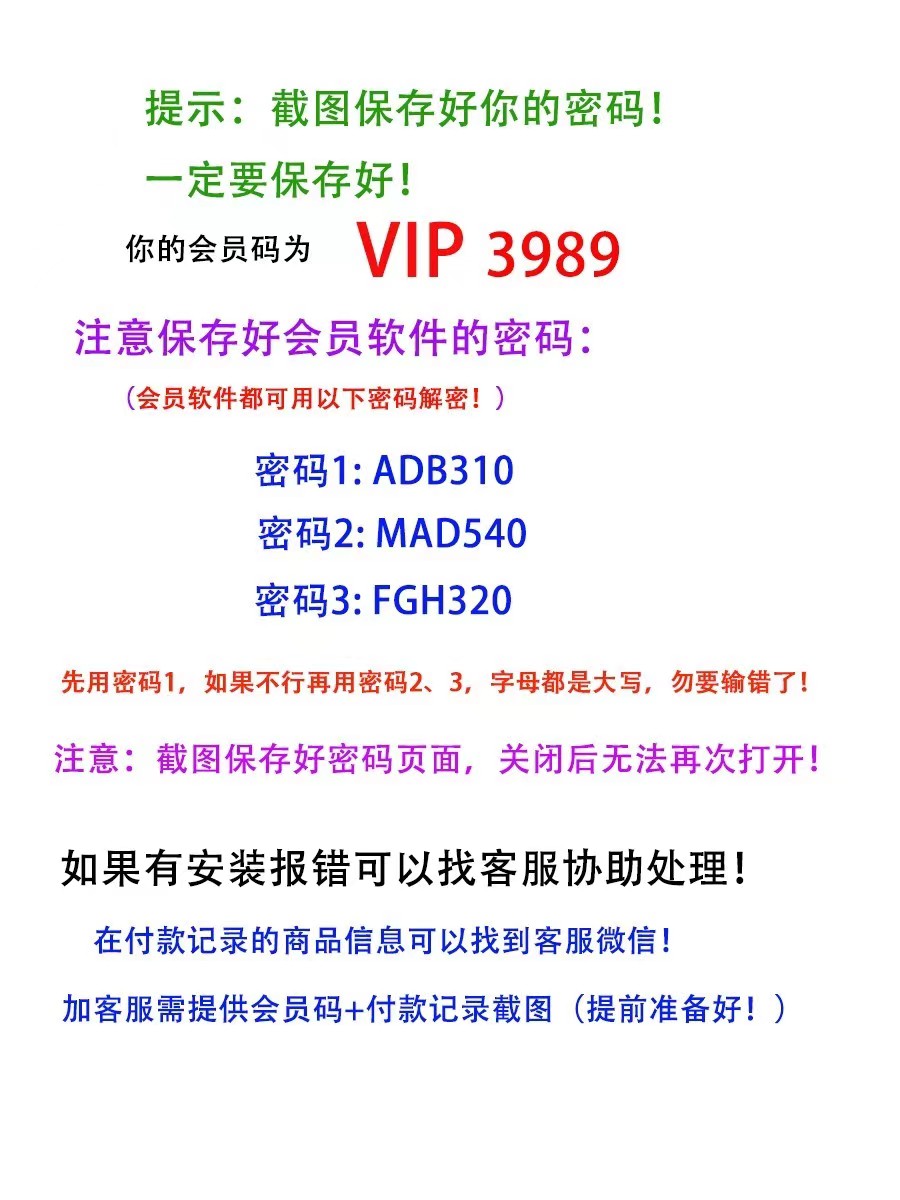 提示：截图保存好你的密码！
一定要保存好！
你的会员码为 VIP 3989
注意保存好会员软件的密码：
（会员软件都可用以下密码解密！）
密码1: ADB310
密码2: MAD540
密码3: FGH320
先用密码1，如果不行再用密码2、3，字母都是大写，勿要输错了！
注意：截图保存好密码页面，关闭后无法再次打开！
如果有安装报错可以找客服协助处理！
在付款记录的商品信息可以找到客服微信！
加客服需提供会员码+付款记录截图（提前准备好！）